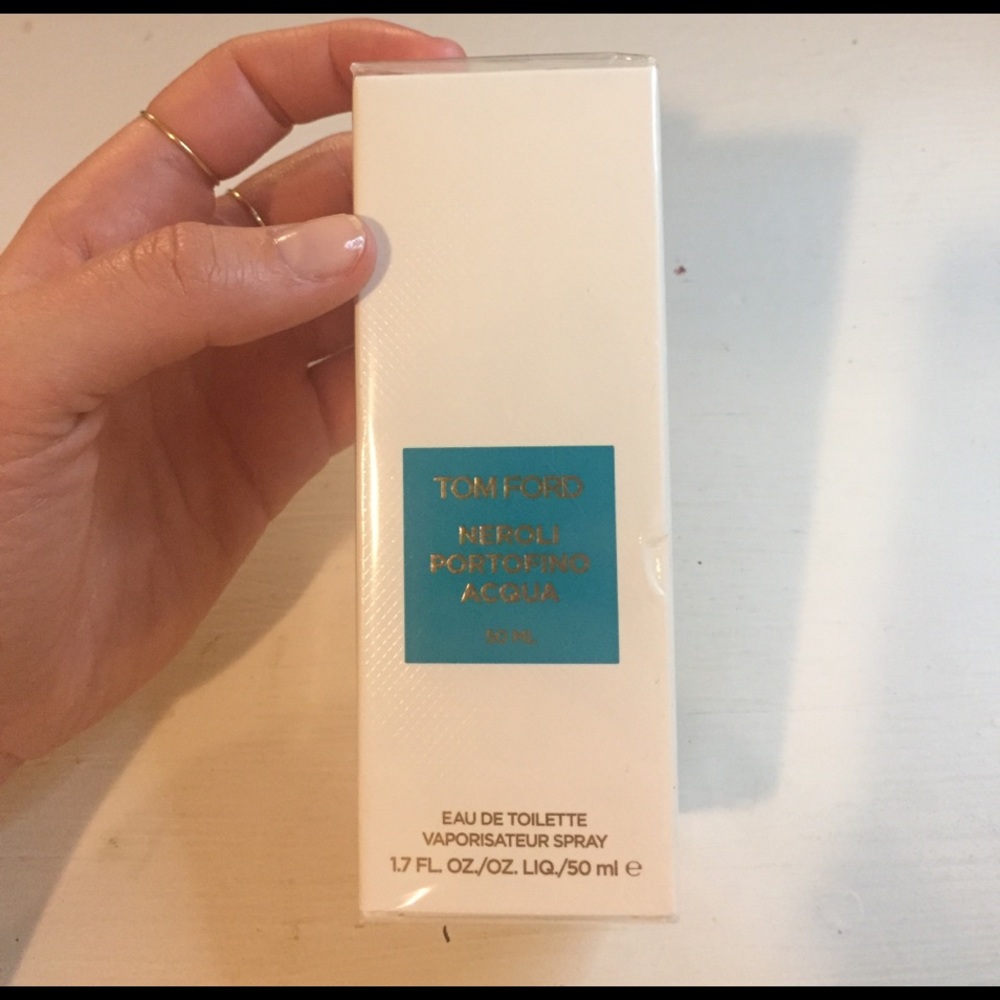 TOM FORD
NEROLI
PORTOFINO
ACQUA
50 ML
EAU DE TOILETTE
VAPORISATEUR SPRAY
1.7 FL. OZ./OZ. LIQ./50 ml ℮